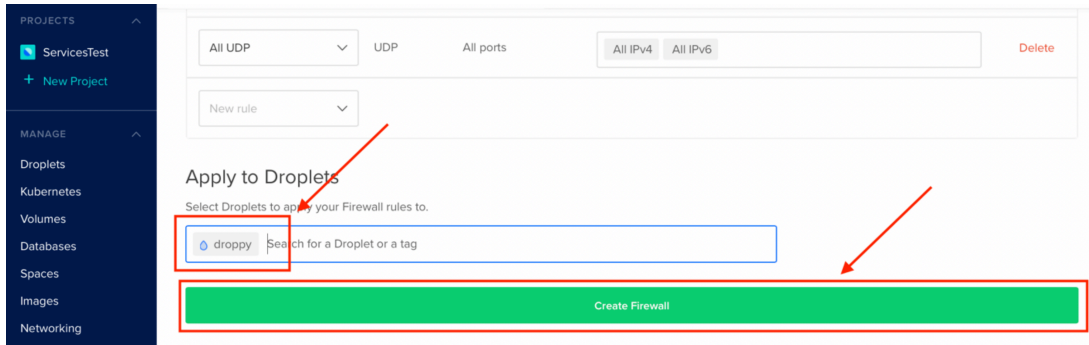 PROJECTS
ServicesTest
+ New Project
MANAGE
Droplets
Kubernetes
Volumes
Databases
Spaces
Images
Networking
All UDP UDP All ports All IPv4 All IPv6 Delete
New rule
Apply to Droplets
Select Droplets to apply your Firewall rules to.
droppy Search for a Droplet or a tag
Create Firewall